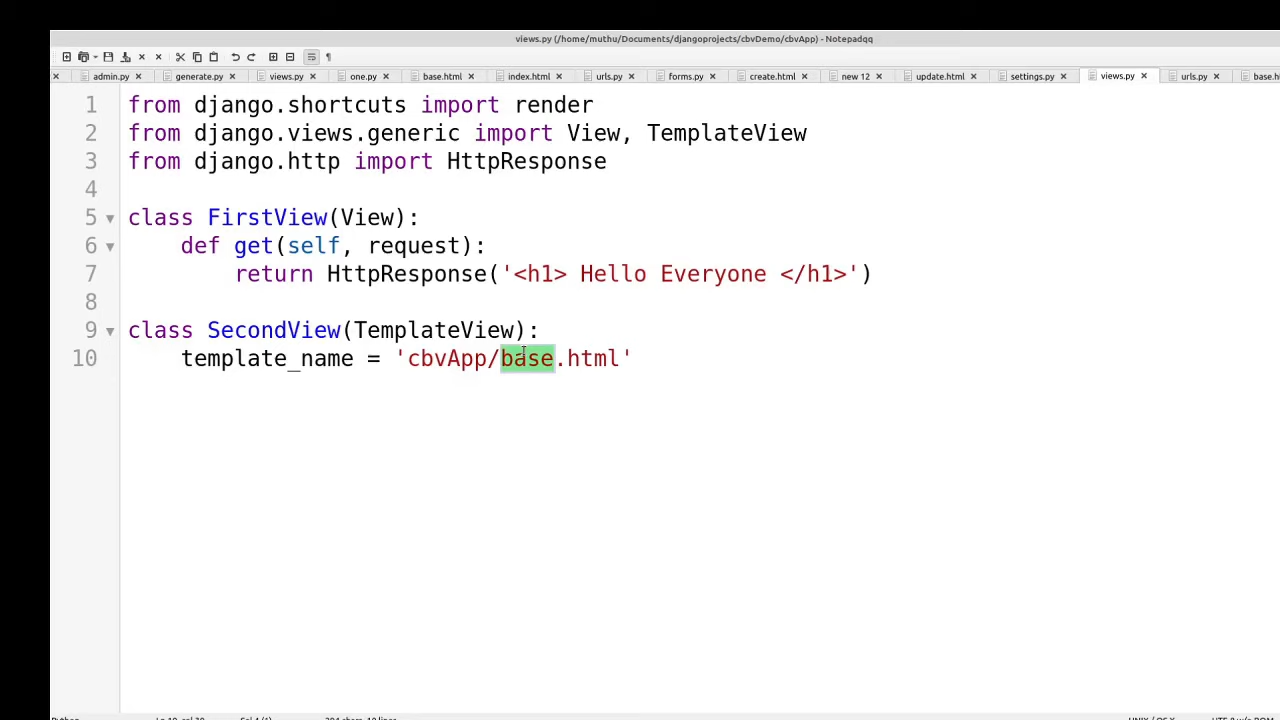 views.py (/home/muthu/Documents/djangoprojects/cbvDemo/cbvApp) - Notepadqq
admin.py generate.py views.py one.py base.html index.html urls.py forms.py create.html new 12 update.html settings.py views.py urls.py
1 from django.shortcuts import render
2 from django.views.generic import View, TemplateView
3 from django.http import HttpResponse
4
5 class FirstView(View):
6 def get(self, request):
7 return HttpResponse('<h1> Hello Everyone </h1>')
8
9 class SecondView(TemplateView):
10 template_name = 'cbvApp/base.html'